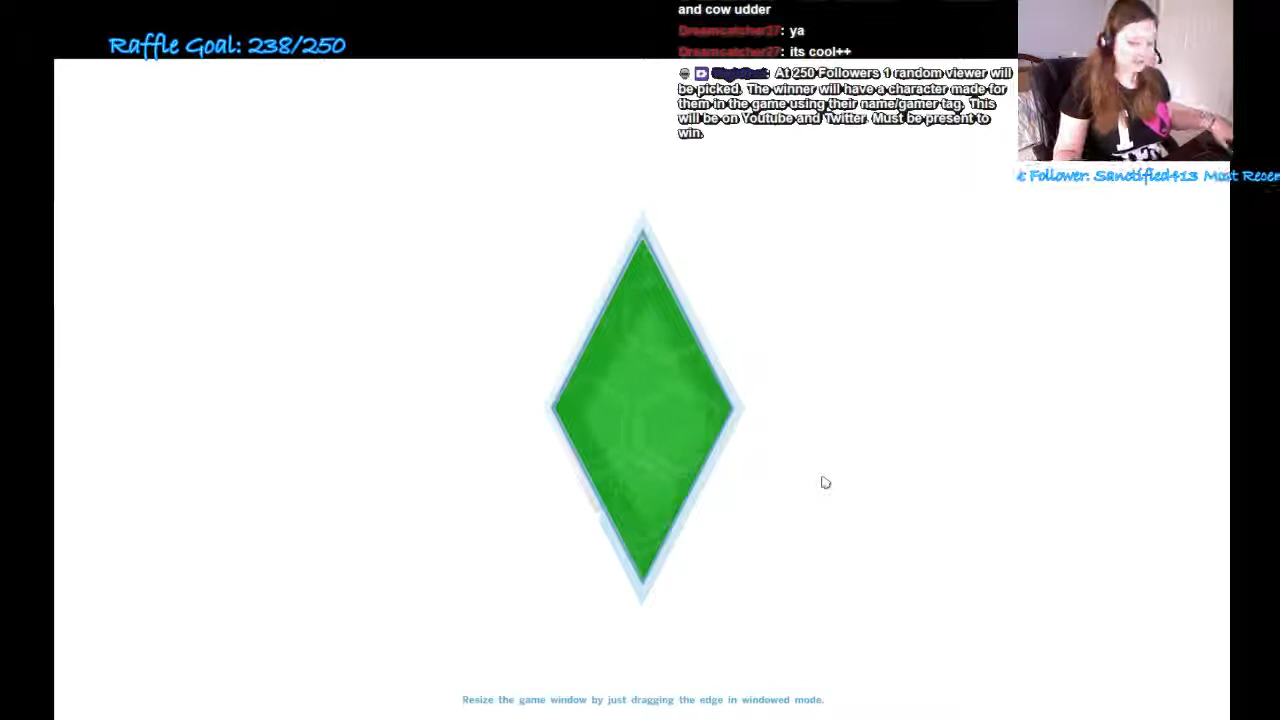 and cow udder
Raffle Goal: 238/250
Dreamcatcher27: ya
Dreamcatcher27: its cool++
At 250 Followers 1 random viewer will
be picked. The winner will have a character made for
them in the game using their name/gamer tag. This
will be on Youtube and Twitter. Must be present to
win.
t Follower: Sanctified413 Most Recen
Resize the game window by just dragging the edge in windowed mode.